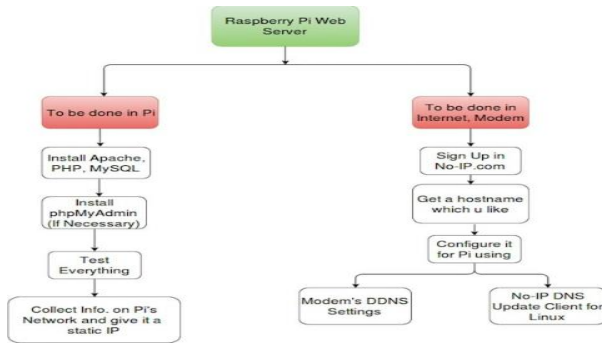 Raspberry Pi Web
Server
To be done in Pi
Install Apache,
PHP, MySQL
Install
phpMyAdmin
(If Necessary)
Test
Everything
Collect Info. on Pi's
Network and give it a
static IP
To be done in
Internet, Modem
Sign Up in
No-IP.com
Get a hostname
which u like
Configure it
for Pi using
Modem's DDNS
Settings
No-IP DNS
Update Client for
Linux